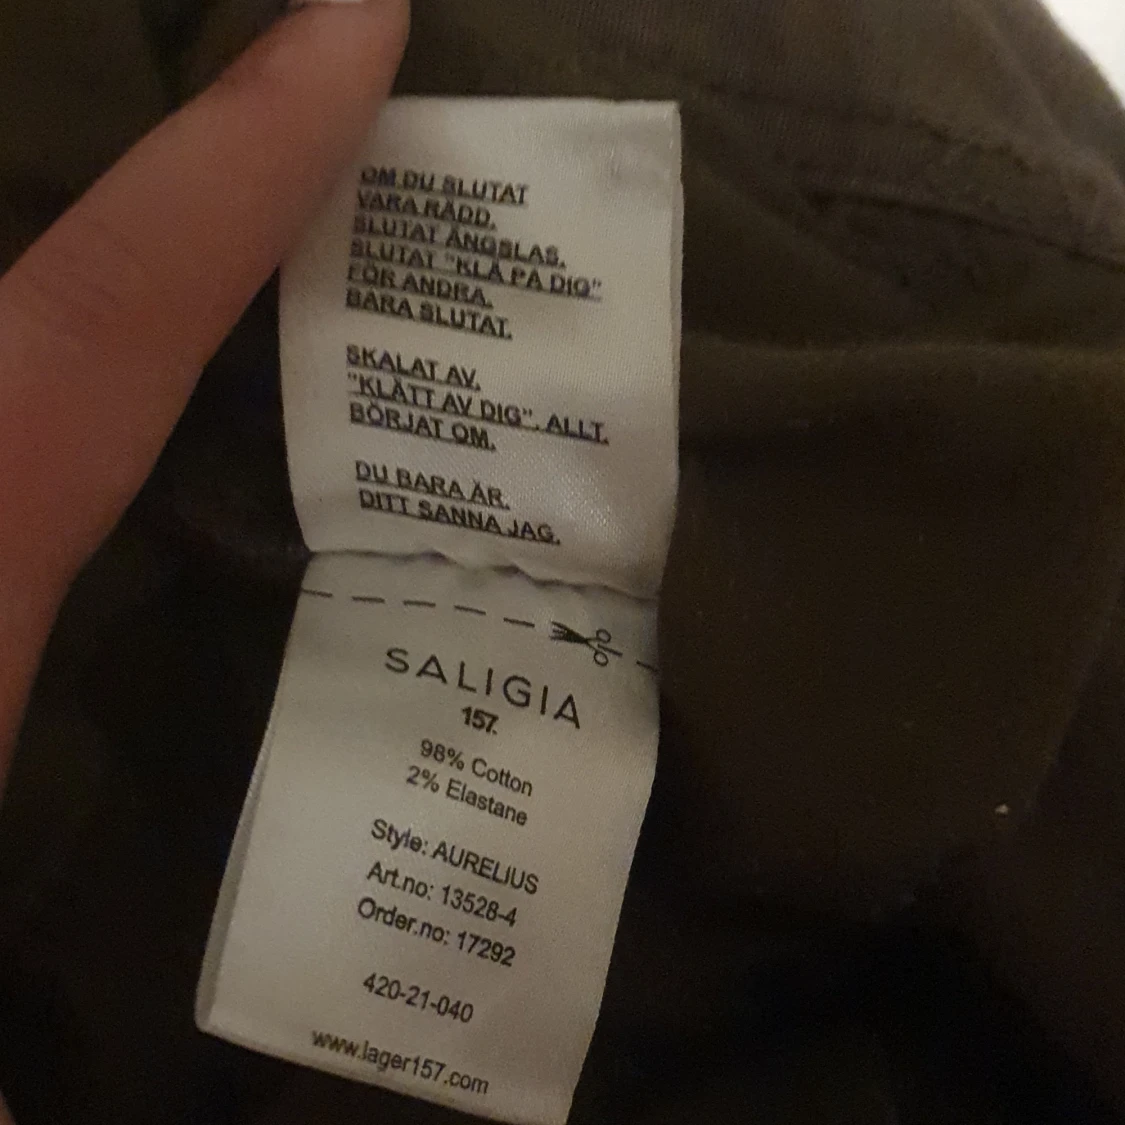 OM DU SLUTAT
VARA RÄDD.
SLUTAT ÄNGSLAS.
SLUTAT "KLÄ PÅ DIG"
FÖR ANDRA.
BARA SLUTAT.
SKALAT AV.
"KLÄTT AV DIG". ALLT.
BÖRJAT OM.
DU BARA ÄR.
DITT SANNA JAG.
SALIGIA
157.
98% Cotton
2% Elastane
Style: AURELIUS
Art.no: 13528-4
Order.no: 17292
420-21-040
www.lager157.com